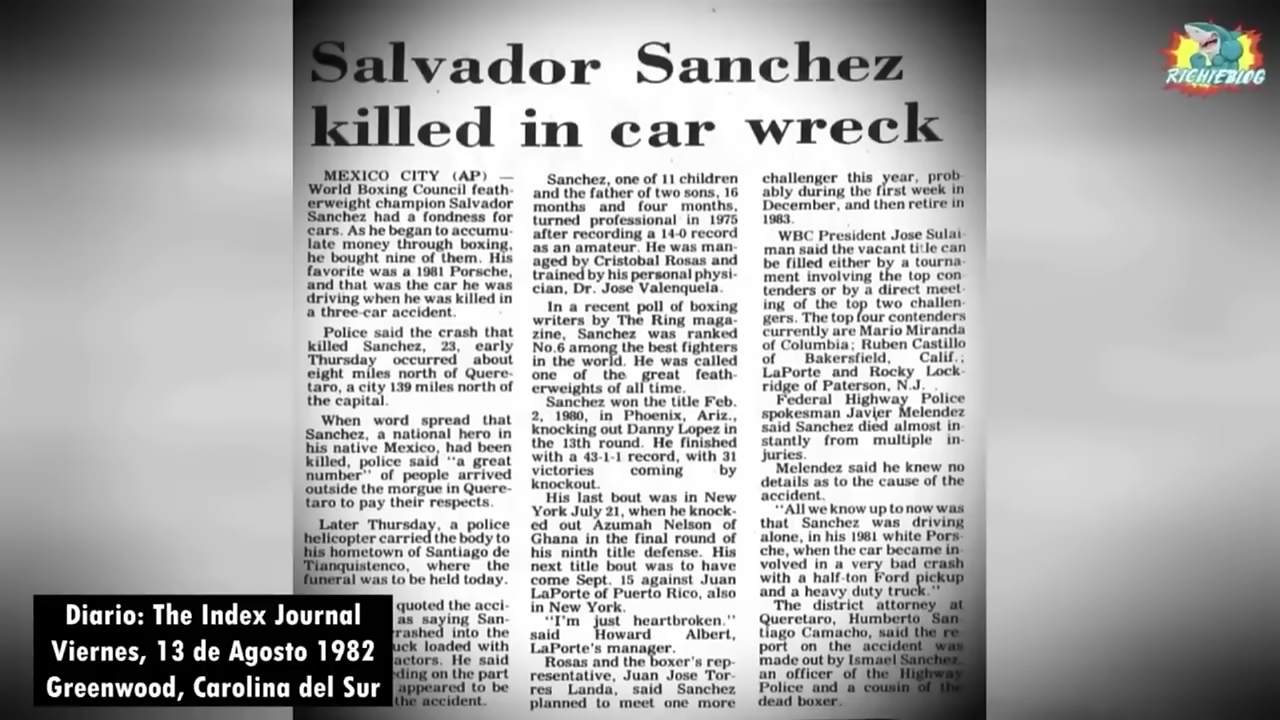 Salvador Sanchez
killed in car wreck
MEXICO CITY (AP) —
World Boxing Council feath-
erweight champion Salvador
Sanchez had a fondness for
cars. As he began to accumu-
late money through boxing,
he bought nine of them. His
favorite was a 1981 Porsche,
and that was the car he was
driving when he was killed in
a three-car accident.
Police said the crash that
killed Sanchez, 23, early
Thursday occurred about
eight miles north of Quere-
taro, a city 139 miles north of
the capital.
When word spread that
Sanchez, a national hero in
his native Mexico, had been
killed, police said "a great
number" of people arrived
outside the morgue in Quere-
taro to pay their respects.
Later Thursday, a police
helicopter carried the body to
his hometown of Santiago de
Tianquistenco, where the
funeral was to be held today.
quoted the acci-
as saying San-
rashed into the
uck loaded with
actors. He said
ding on the part
appeared to be
the accident.
Sanchez, one of 11 children
and the father of two sons, 16
months and four months,
turned professional in 1975
after recording a 14-0 record
as an amateur. He was man-
aged by Cristobal Rosas and
trained by his personal physi-
cian, Dr. Jose Valenquela.
In a recent poll of boxing
writers by The Ring maga-
zine, Sanchez was ranked
No.6 among the best fighters
in the world. He was called
one of the great feath-
erweights of all time.
Sanchez won the title Feb.
2, 1980, in Phoenix, Ariz.,
knocking out Danny Lopez in
the 13th round. He finished
with a 43-1-1 record, with 31
victories coming by
knockout.
His last bout was in New
York July 21, when he knock-
ed out Azumah Nelson of
Ghana in the final round of
his ninth title defense. His
next title bout was to have
come Sept. 15 against Juan
LaPorte of Puerto Rico, also
in New York.
"I'm just heartbroken."
said Howard Albert,
LaPorte's manager.
Rosas and the boxer's rep-
resentative, Juan Jose Tor-
res Landa, said Sanchez
planned to meet one more
challenger this year, prob-
ably during the first week in
December, and then retire in
1983.
WBC President Jose Sulai-
man said the vacant title can
be filled either by a tourna-
ment involving the top con-
tenders or by a direct meet-
ing of the top two challen-
gers. The top four contenders
currently are Mario Miranda
of Columbia; Ruben Castillo
of Bakersfield, Calif.;
LaPorte and Rocky Lock-
ridge of Paterson, N.J.
Federal Highway Police
spokesman Javier Melendez
said Sanchez died almost in-
stantly from multiple in-
juries.
Melendez said he knew no
details as to the cause of the
accident.
"All we know up to now was
that Sanchez was driving
alone, in his 1981 white Pors-
che, when the car became in-
volved in a very bad crash
with a half-ton Ford pickup
and a heavy duty truck."
The district attorney at
Queretaro, Humberto San-
tiago Camacho, said the re-
port on the accident was
made out by Ismael Sanchez,
an officer of the Highway
Police and a cousin of the
dead boxer.
Diario: The Index Journal
Viernes, 13 de Agosto 1982
Greenwood, Carolina del Sur
RICHIEBLOG